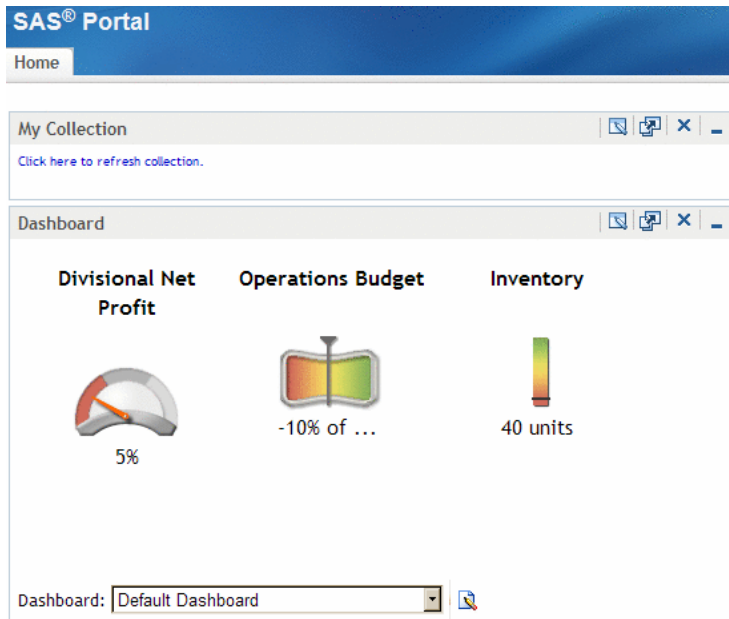 SAS® Portal
Home
My Collection
Click here to refresh collection.
Dashboard
Divisional Net
Profit
Operations Budget
Inventory
5%
-10% of ...
40 units
Dashboard: Default Dashboard